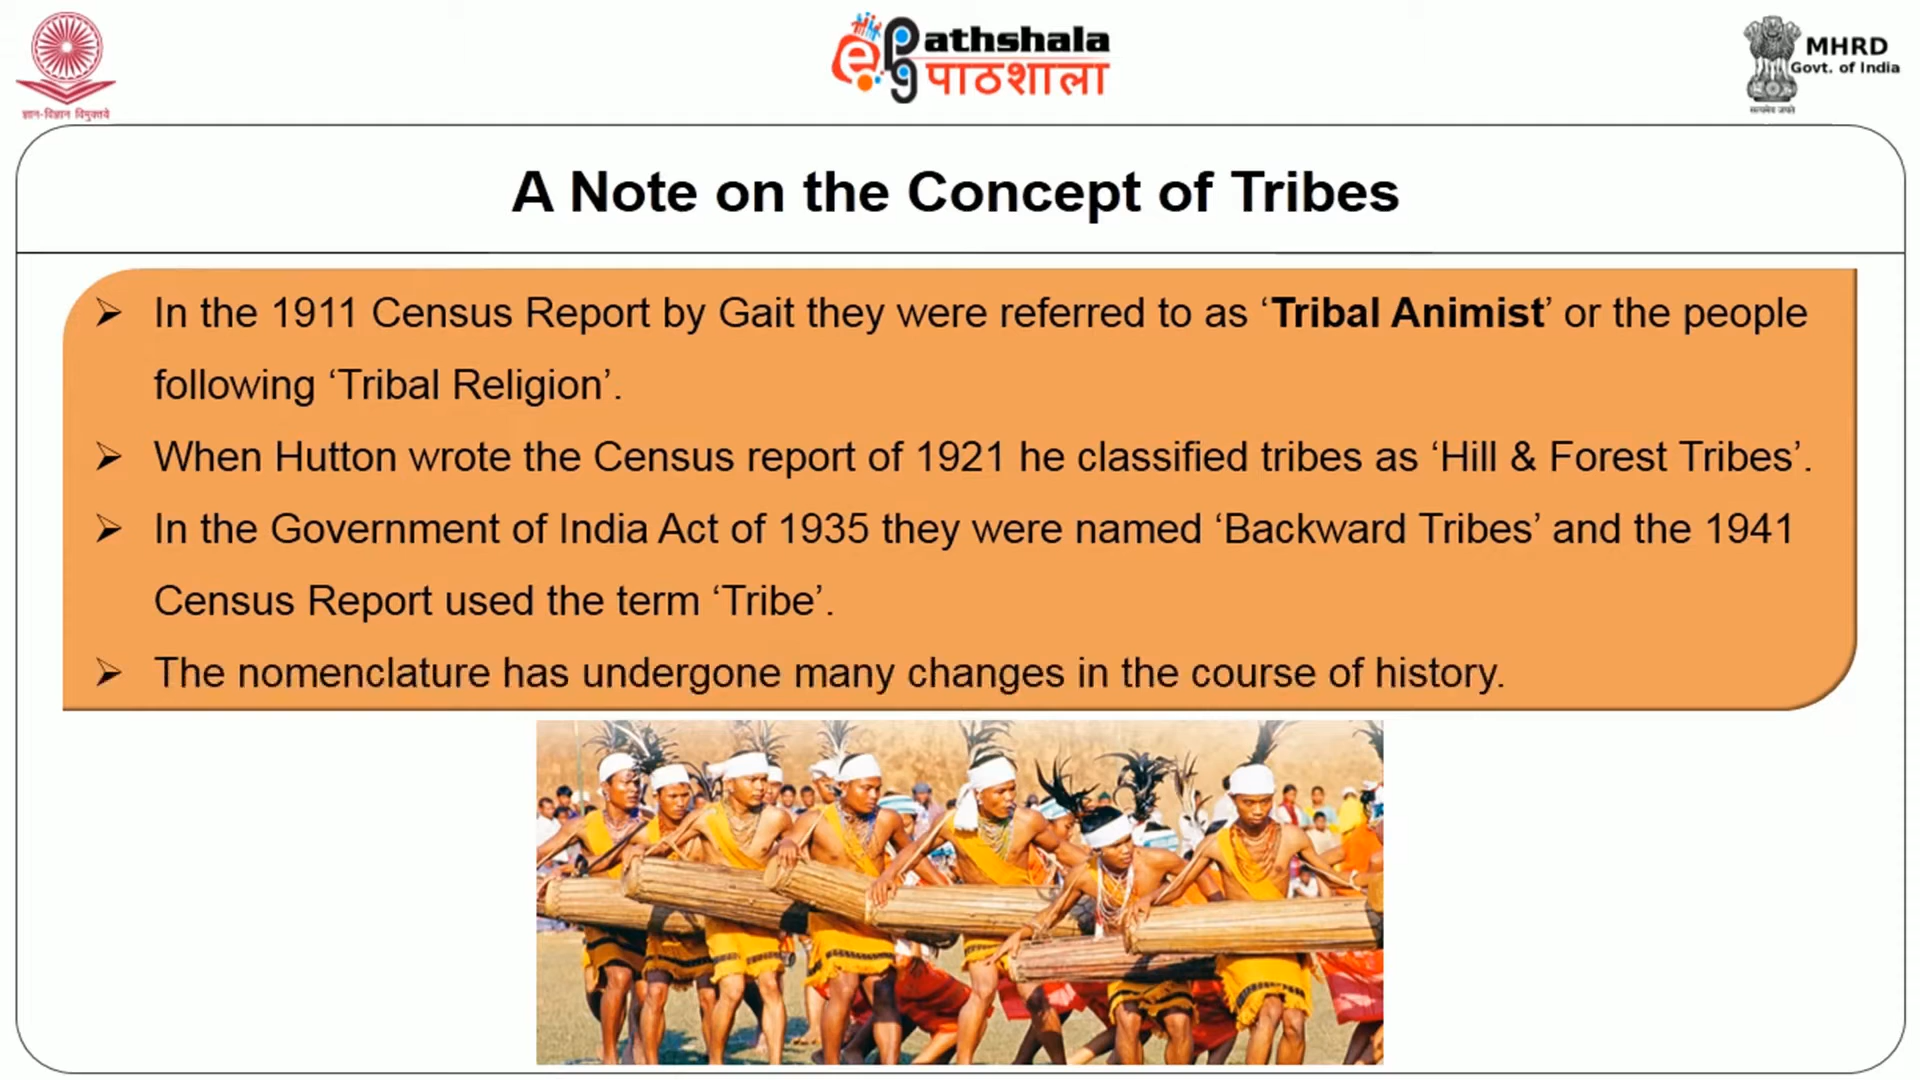 ज्ञान-विज्ञान विमुक्तये
ePG Pathshala
पाठशाला
MHRD
Govt. of India
सत्यमेव जयते
A Note on the Concept of Tribes
➢ In the 1911 Census Report by Gait they were referred to as ‘Tribal Animist’ or the people
following ‘Tribal Religion’.
➢ When Hutton wrote the Census report of 1921 he classified tribes as ‘Hill & Forest Tribes’.
➢ In the Government of India Act of 1935 they were named ‘Backward Tribes’ and the 1941
Census Report used the term ‘Tribe’.
➢ The nomenclature has undergone many changes in the course of history.